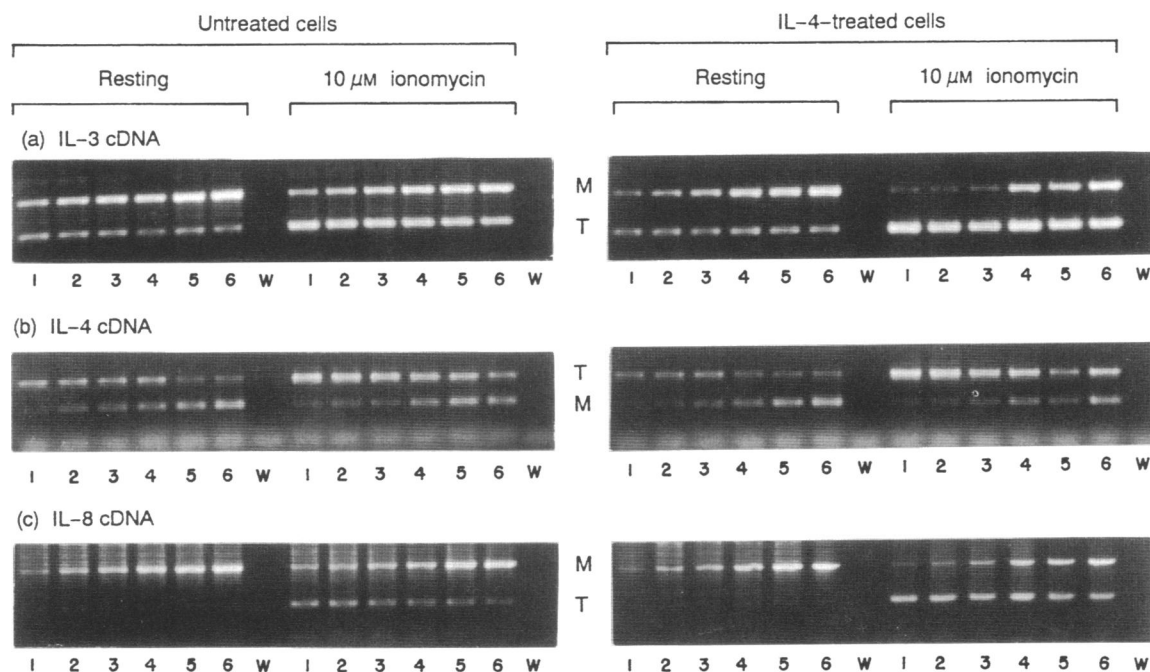 Untreated cells
IL-4-treated cells
Resting
10 μM ionomycin
Resting
10 μM ionomycin
(a) IL-3 cDNA
M
T
1 2 3 4 5 6 W 1 2 3 4 5 6 W
1 2 3 4 5 6 W 1 2 3 4 5 6 W
(b) IL-4 cDNA
T
M
1 2 3 4 5 6 W 1 2 3 4 5 6 W
1 2 3 4 5 6 W 1 2 3 4 5 6 W
(c) IL-8 cDNA
M
T
1 2 3 4 5 6 W 1 2 3 4 5 6 W
1 2 3 4 5 6 W 1 2 3 4 5 6 W